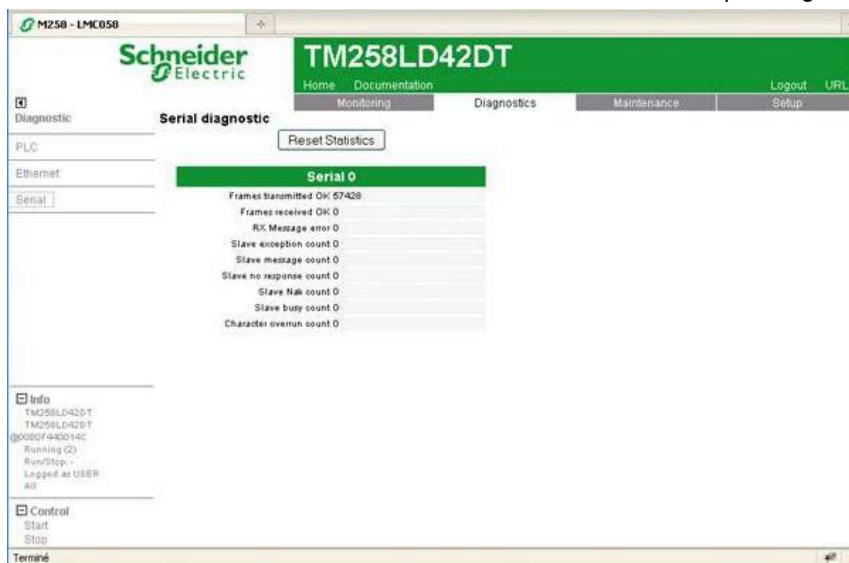 M258 - LMC058
Schneider
Electric
TM258LD42DT
Home Documentation
Logout URL
Monitoring Diagnostics Maintenance Setup
Diagnostic
PLC
Ethernet
Serial
Serial diagnostic
Reset Statistics
Serial 0
Frames transmitted OK 57428
Frames received OK 0
RX Message error 0
Slave exception count 0
Slave message count 0
Slave no response count 0
Slave Nak count 0
Slave busy count 0
Character overrun count 0
Info
TM258LD42DT
TM258LD42DT
@0080F440014C
Running (2)
Run/Stop: -
Logged as USER
All
Control
Start
Stop
Terminé